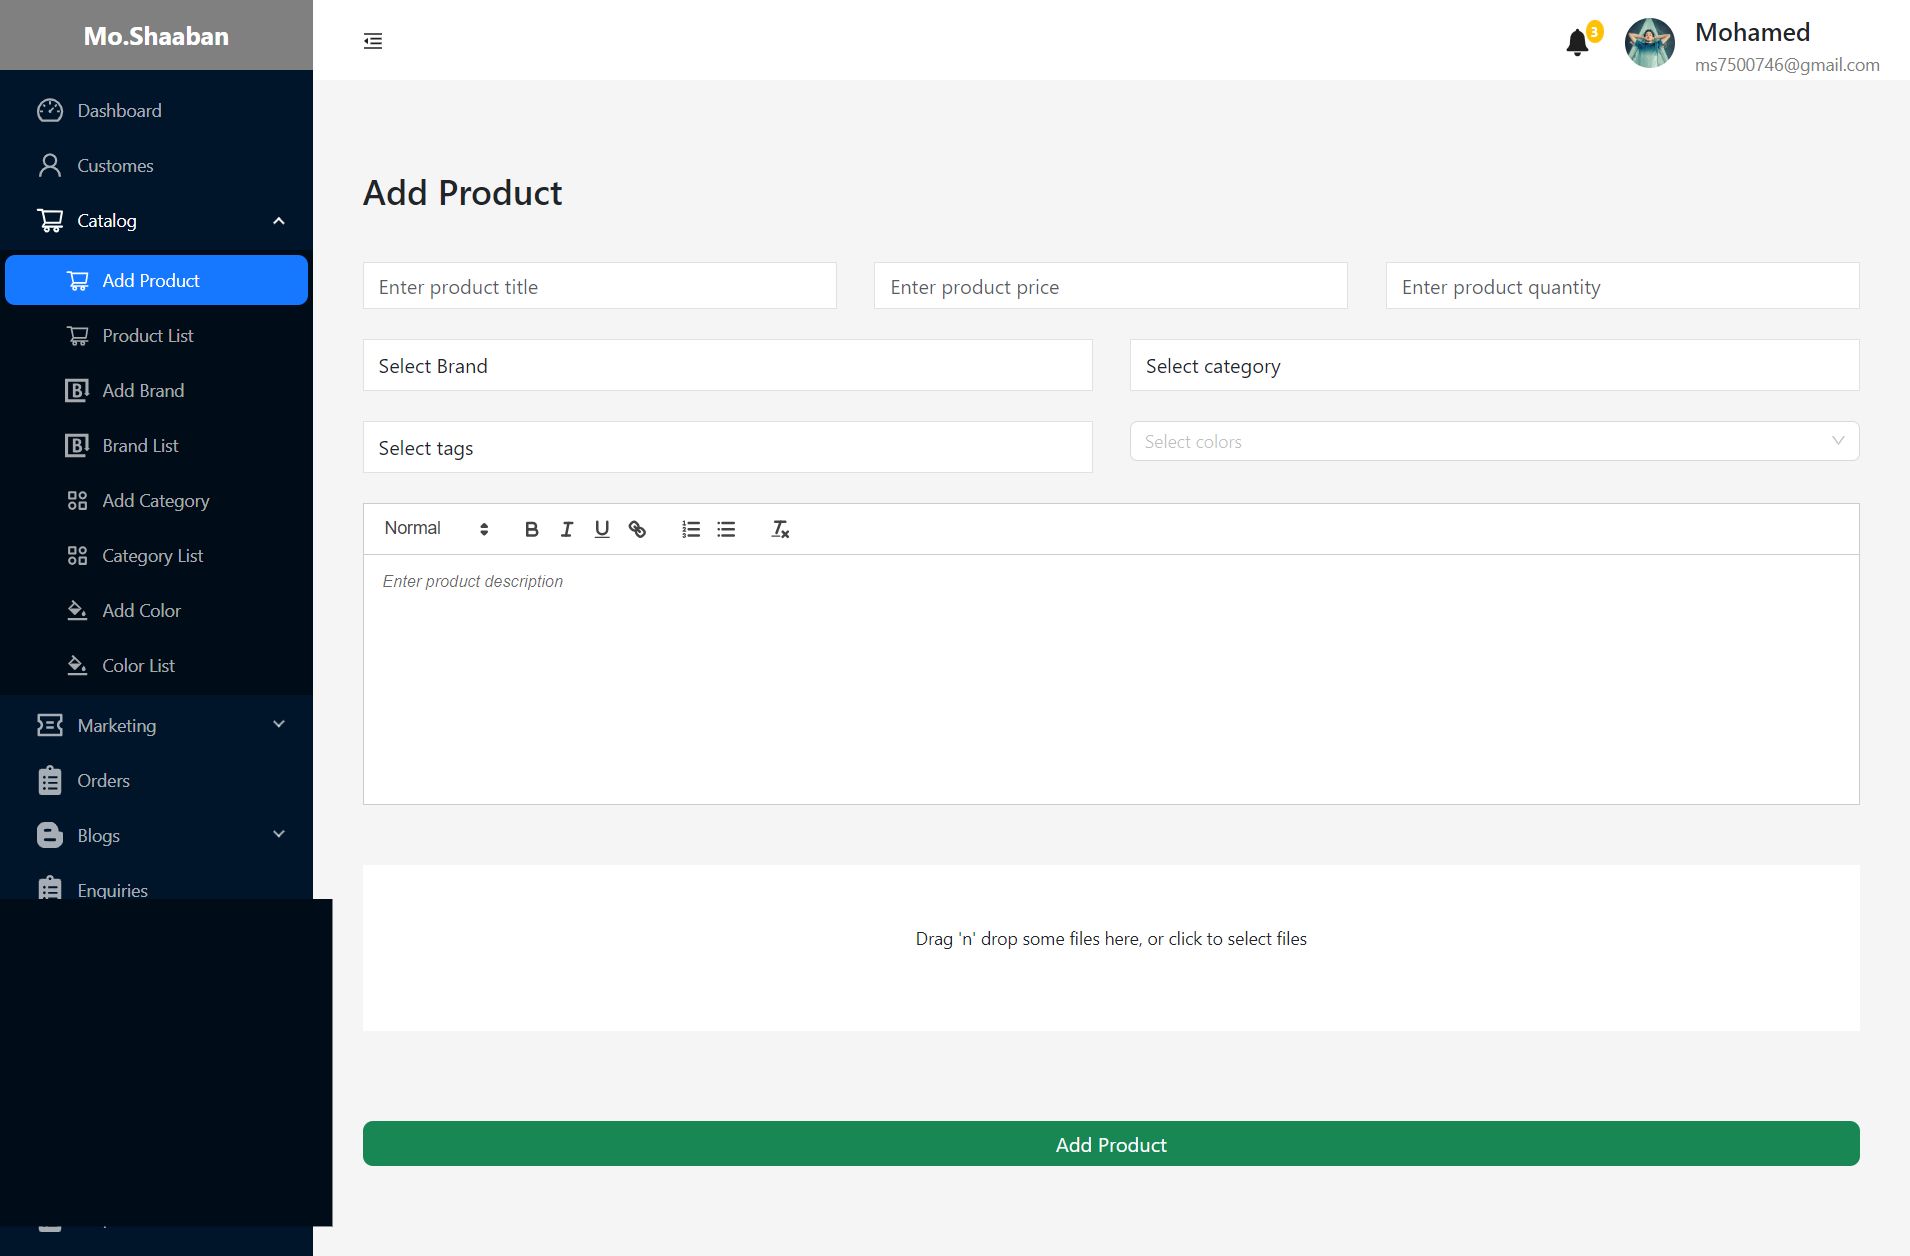 Mo.Shaaban
3
Mohamed
ms7500746@gmail.com
Dashboard
Customes
Catalog
Add Product
Product List
Add Brand
Brand List
Add Category
Category List
Add Color
Color List
Marketing
Orders
Blogs
Enquiries
Add Product
Enter product title
Enter product price
Enter product quantity
Select Brand
Select category
Select tags
Select colors
Normal
Enter product description
Drag 'n' drop some files here, or click to select files
Add Product